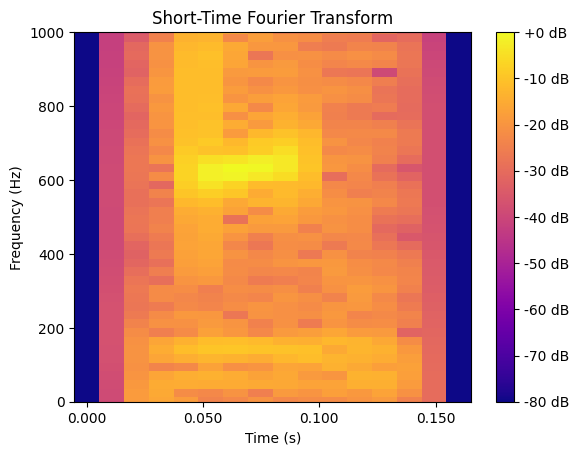 Short-Time Fourier Transform
1000
800
600
400
200
0
Frequency (Hz)
0.000
0.050
0.100
0.150
Time (s)
+0 dB
-10 dB
-20 dB
-30 dB
-40 dB
-50 dB
-60 dB
-70 dB
-80 dB